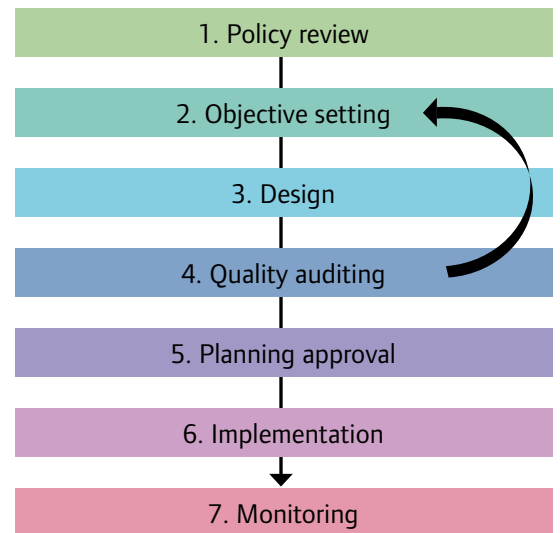 1. Policy review
2. Objective setting
3. Design
4. Quality auditing
5. Planning approval
6. Implementation
7. Monitoring